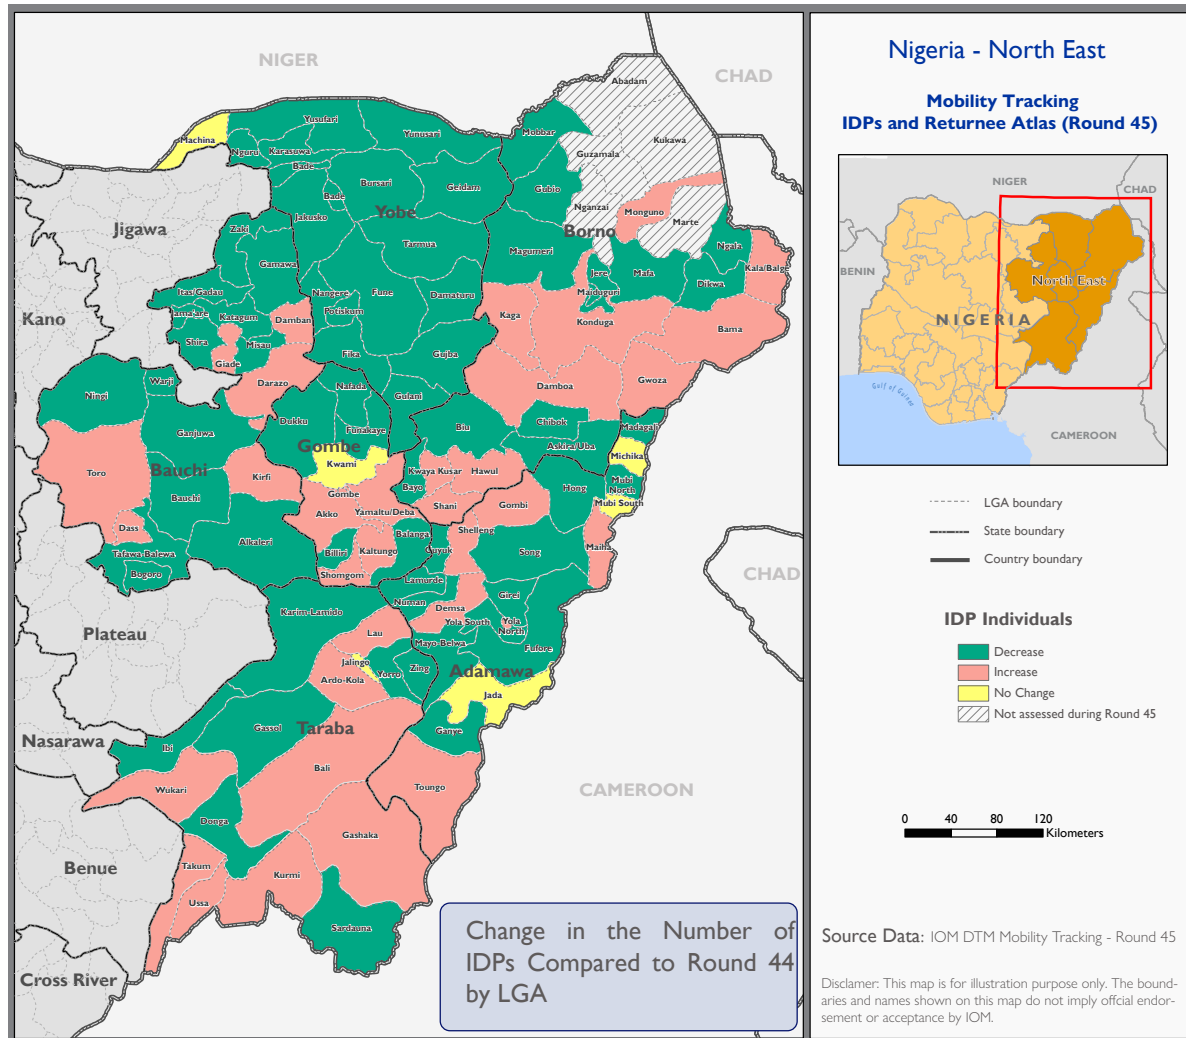 NIGER
CHAD
Abadam
Yusufari
Machina
Yunusari
Mobbar
Kukawa
Nguru
Karasuwa
Guzamala
Bade
Bursari
Geidam
Gubio
Bade
Yobe
Nganzai
Monguno
Jakusko
Marte
Zaki
Jigawa
Borno
Tarmua
Magumeri
Ngala
Gamawa
Jere
Mafa
Kala/Balge
Dikwa
Itas/Gadau
Nangere
Fune
Damaturu
Maiduguri
Jama'are
Katagum
Damban
Potiskum
Kano
Kaga
Konduga
Bama
Shira
Misau
Fika
Gujba
Giade
Darazo
Gwoza
Warji
Nafada
Damboa
Ningi
Gulani
Dukku
Chibok
Madagali
Ganjuwa
Funakaye
Biu
Gombe
Askira/Uba
Michika
Kwami
Bauchi
Toro
Kirfi
Kwaya Kusar
Hawul
Mubi
North
Bayo
Hong
Bauchi
Gombe
Mubi South
Shani
Gombi
Akko
Yamaltu/Deba
Dass
Shelleng
Balanga
Alkaleri
Maiha
Tafawa-Balewa
Billiri
Kaltungo
Guyuk
Song
Bogoro
Shomgom
Lamurde
CHAD
Girei
Numan
Demsa
Karim-Lamido
Yola South
Yola
North
Plateau
Lau
Mayo-Belwa
Fufore
Jalingo
Zing
Yorro
Adamawa
Ardo-Kola
Jada
Gassol
Taraba
Ganye
Nasarawa
Ibi
Bali
Toungo
Wukari
CAMEROON
Donga
Gashaka
Benue
Takum
Kurmi
Ussa
Sardauna
Cross River
Change in the Number of
IDPs Compared to Round 44
by LGA
Nigeria - North East
Mobility Tracking
IDPs and Returnee Atlas (Round 45)
NIGER
CHAD
BENIN
North East
NIGERIA
Gulf of Guinea
CAMEROON
LGA boundary
State boundary
Country boundary
IDP Individuals
Decrease
Increase
No Change
Not assessed during Round 45
0 40 80 120
Kilometers
Source Data: IOM DTM Mobility Tracking - Round 45
Disclamer: This map is for illustration purpose only. The bound-
aries and names shown on this map do not imply offcial endor-
sement or acceptance by IOM.